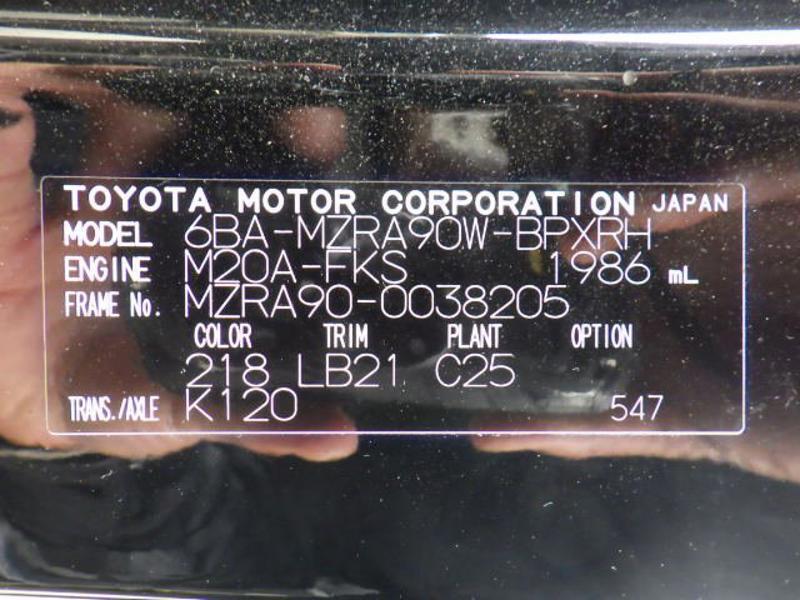 TOYOTA MOTOR CORPORATION JAPAN
MODEL 6BA-MZRA90W-BPXRH
ENGINE M20A-FKS 1986 mL
FRAME No. MZRA90-0038205
COLOR TRIM PLANT OPTION
218 LB21 C25
TRANS./AXLE K120 547